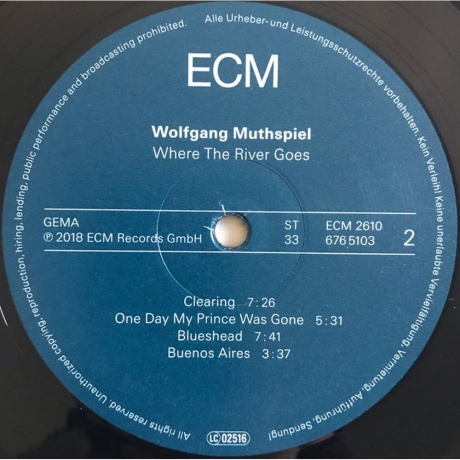 ECM
Wolfgang Muthspiel
Where The River Goes
GEMA
℗ 2018 ECM Records GmbH
ST
33
ECM 2610
676 5103
2
Clearing 7:26
One Day My Prince Was Gone 5:31
Blueshead 7:41
Buenos Aires 3:37
LC 02516
Alle Urheber- und Leistungsschutzrechte vorbehalten. Kein Verleih! Keine unerlaubte Vervielfältigung, Vermietung, Aufführung, Sendung!
All rights reserved. Unauthorized copying, reproduction, hiring, lending, public performance and broadcasting prohibited.